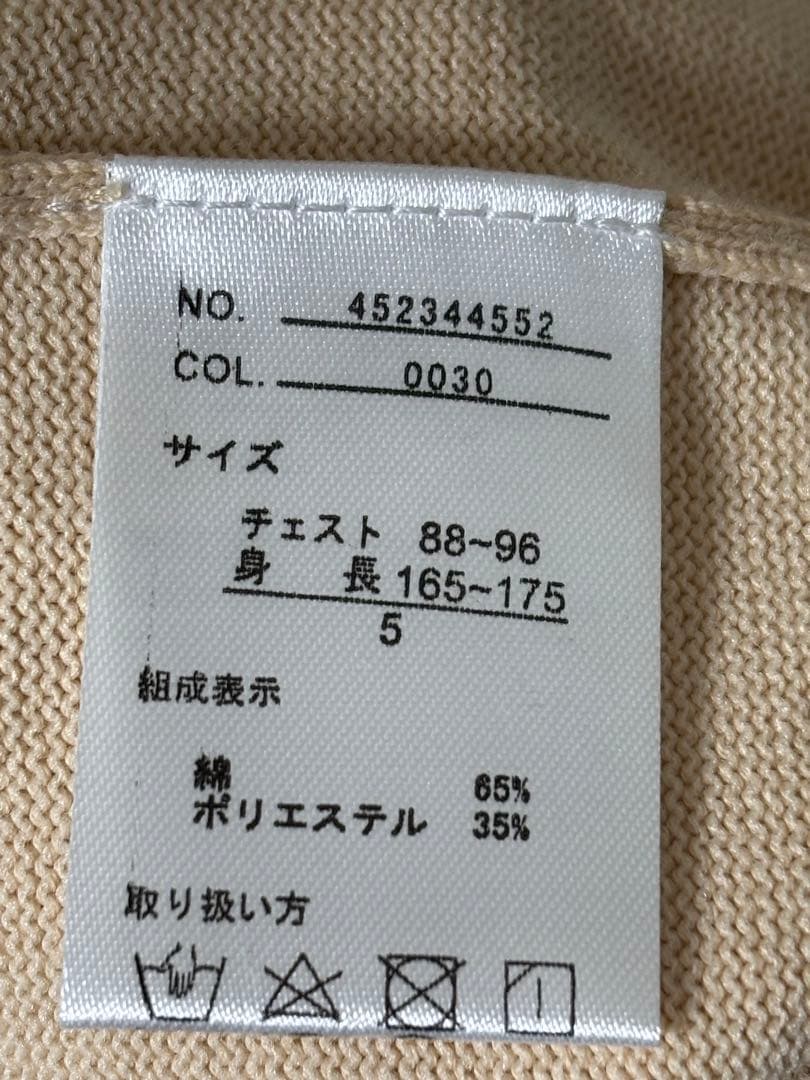 NO. 452344552
COL. 0030
サイズ
チェスト 88~96
身 長 165~175
5
組成表示
綿 65%
ポリエステル 35%
取り扱い方